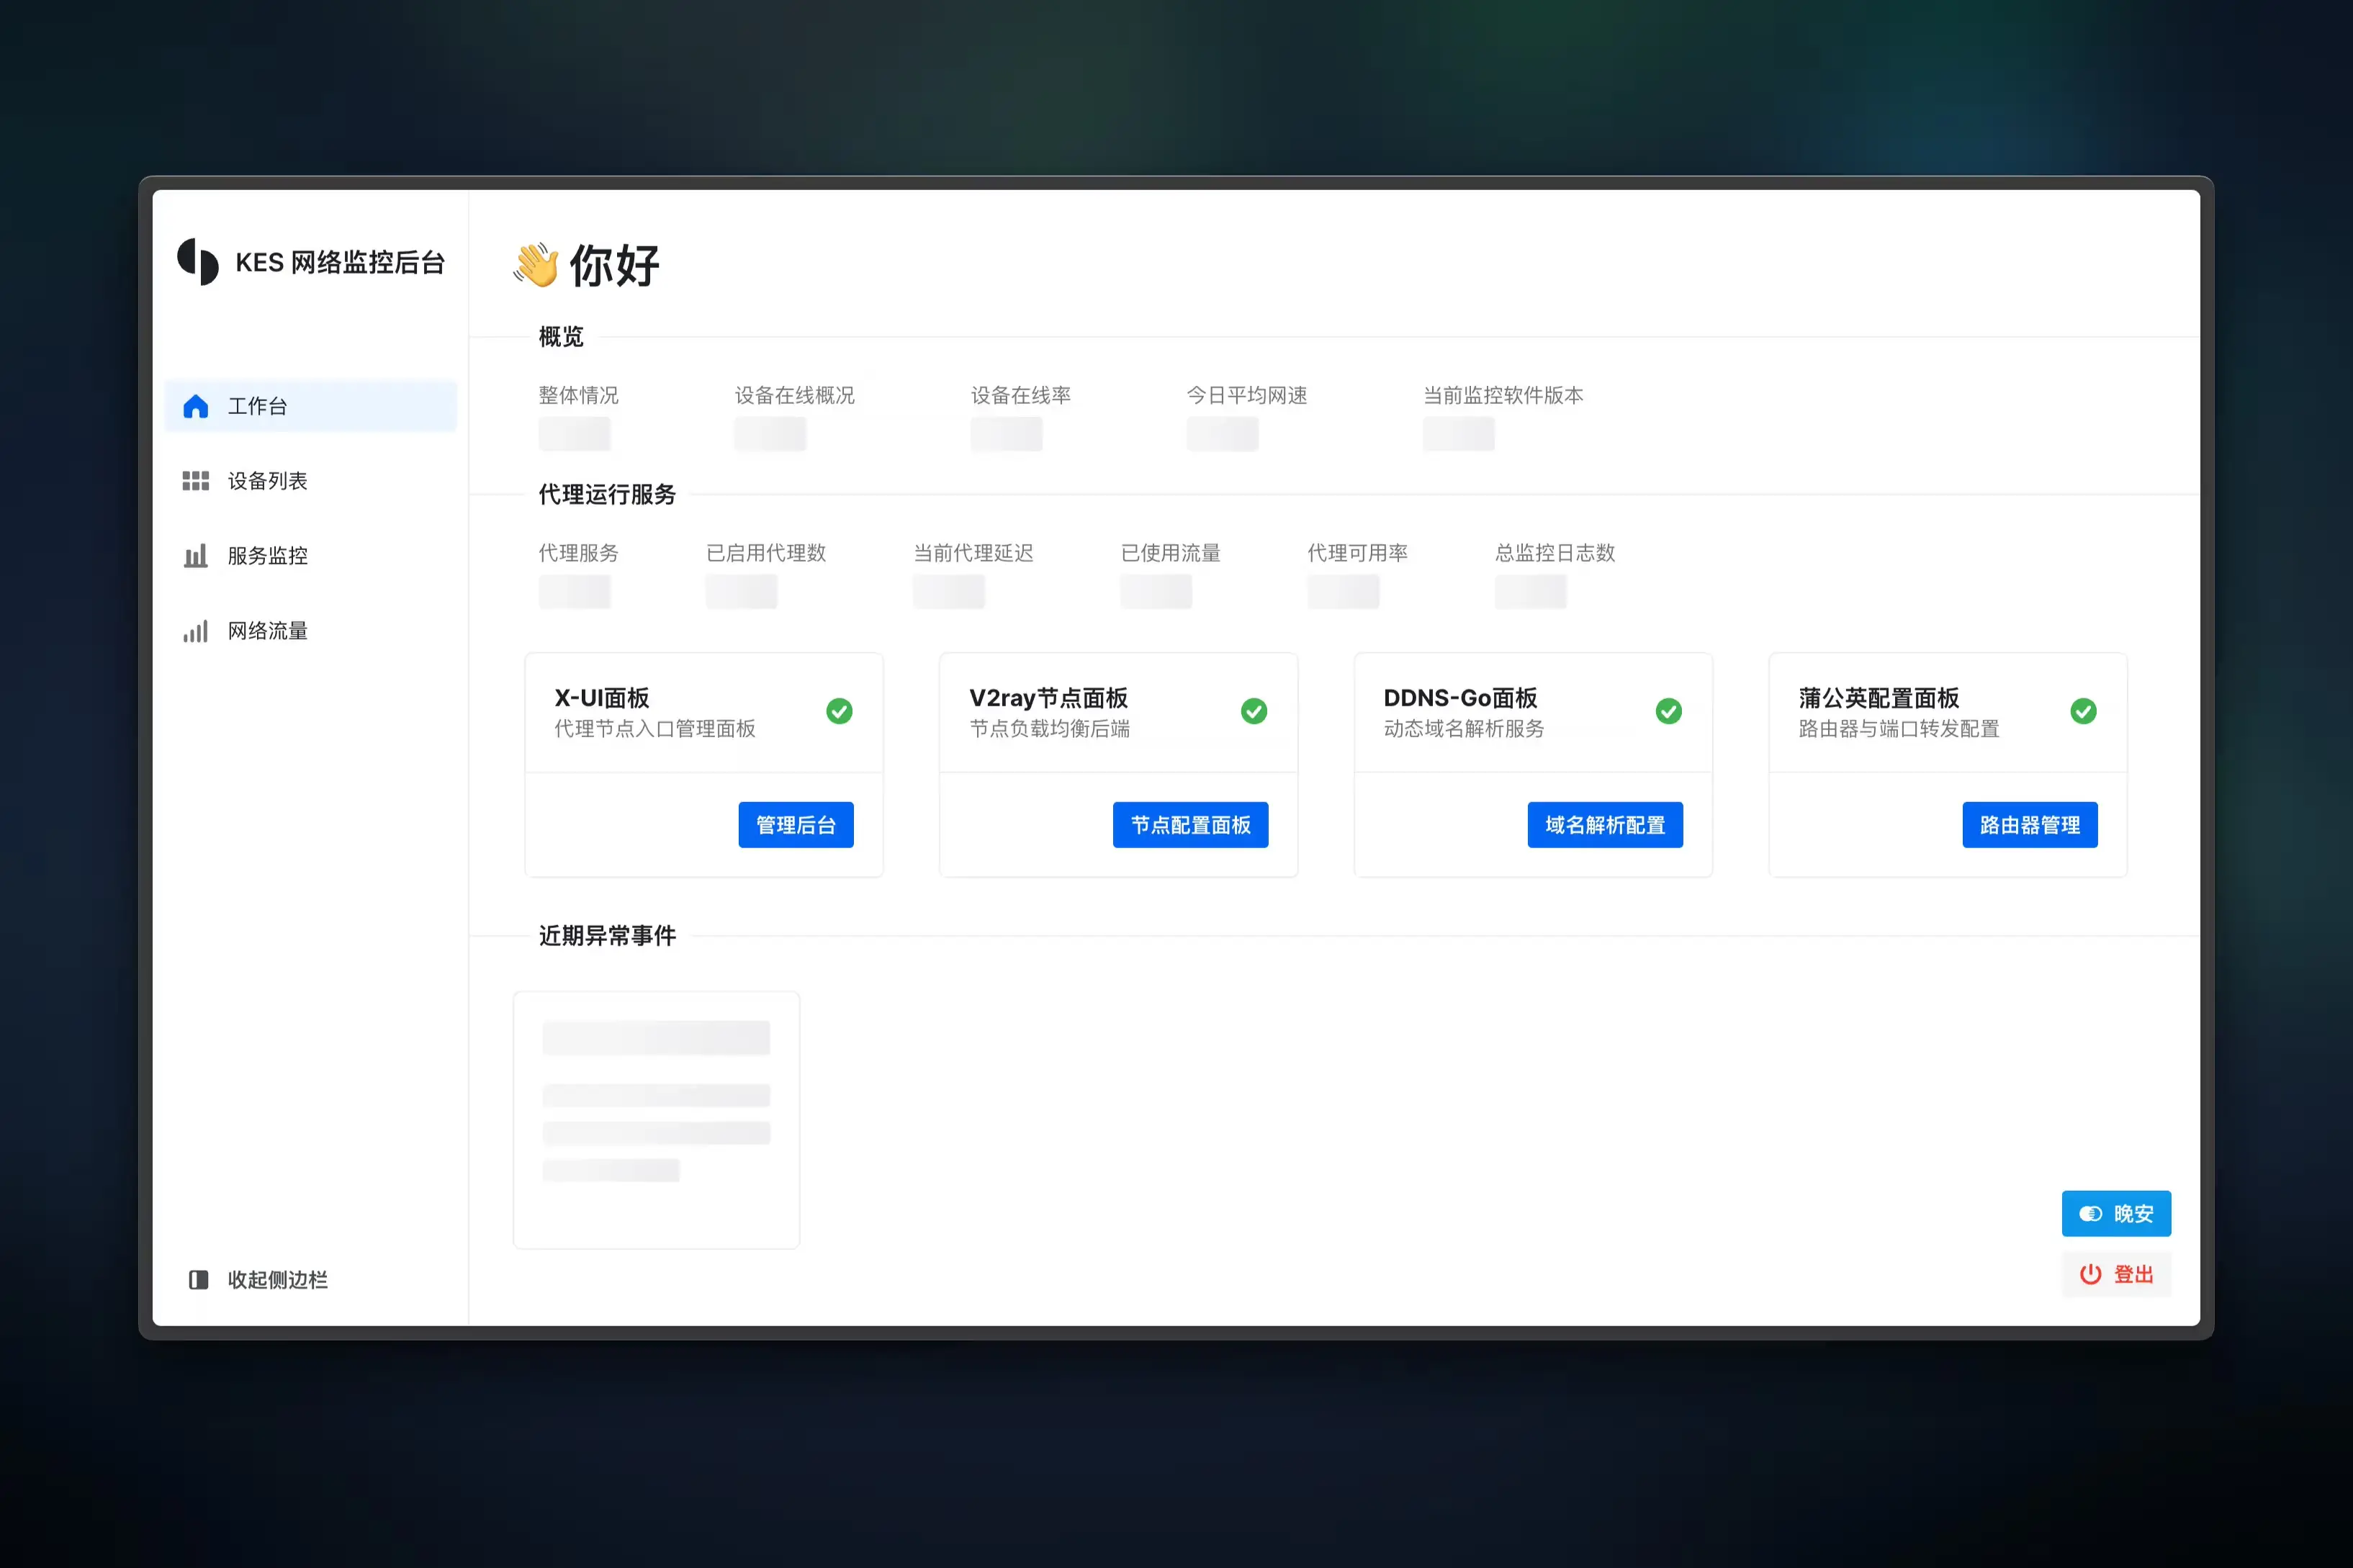 KES 网络监控后台
工作台
设备列表
服务监控
网络流量
收起侧边栏
👋 你好
概览
整体情况
设备在线概况
设备在线率
今日平均网速
当前监控软件版本
代理运行服务
代理服务
已启用代理数
当前代理延迟
已使用流量
代理可用率
总监控日志数
X-UI面板
代理节点入口管理面板
管理后台
V2ray节点面板
节点负载均衡后端
节点配置面板
DDNS-Go面板
动态域名解析服务
域名解析配置
蒲公英配置面板
路由器与端口转发配置
路由器管理
近期异常事件
晚安
登出